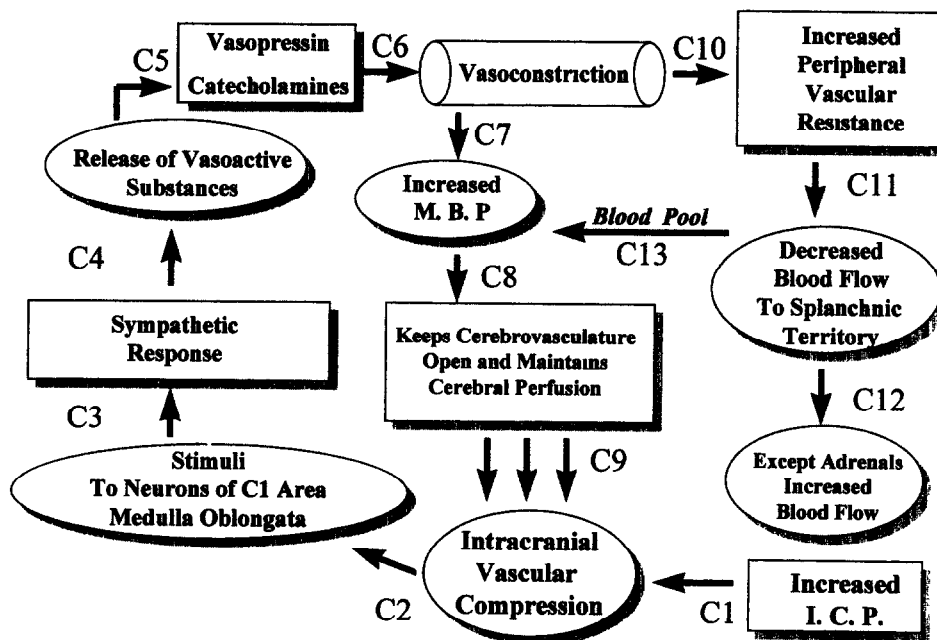 C5
Vasopressin
Catecholamines
C6
Vasoconstriction
C10
Increased
Peripheral
Vascular
Resistance
Release of Vasoactive
Substances
C7
Increased
M. B. P
Blood Pool
C13
C11
Decreased
Blood Flow
To Splanchnic
Territory
C4
C8
Sympathetic
Response
Keeps Cerebrovasculature
Open and Maintains
Cerebral Perfusion
C12
C3
C9
Stimuli
To Neurons of C1 Area
Medulla Oblongata
Except Adrenals
Increased
Blood Flow
Intracranial
Vascular
Compression
C2
C1
Increased
I. C. P.